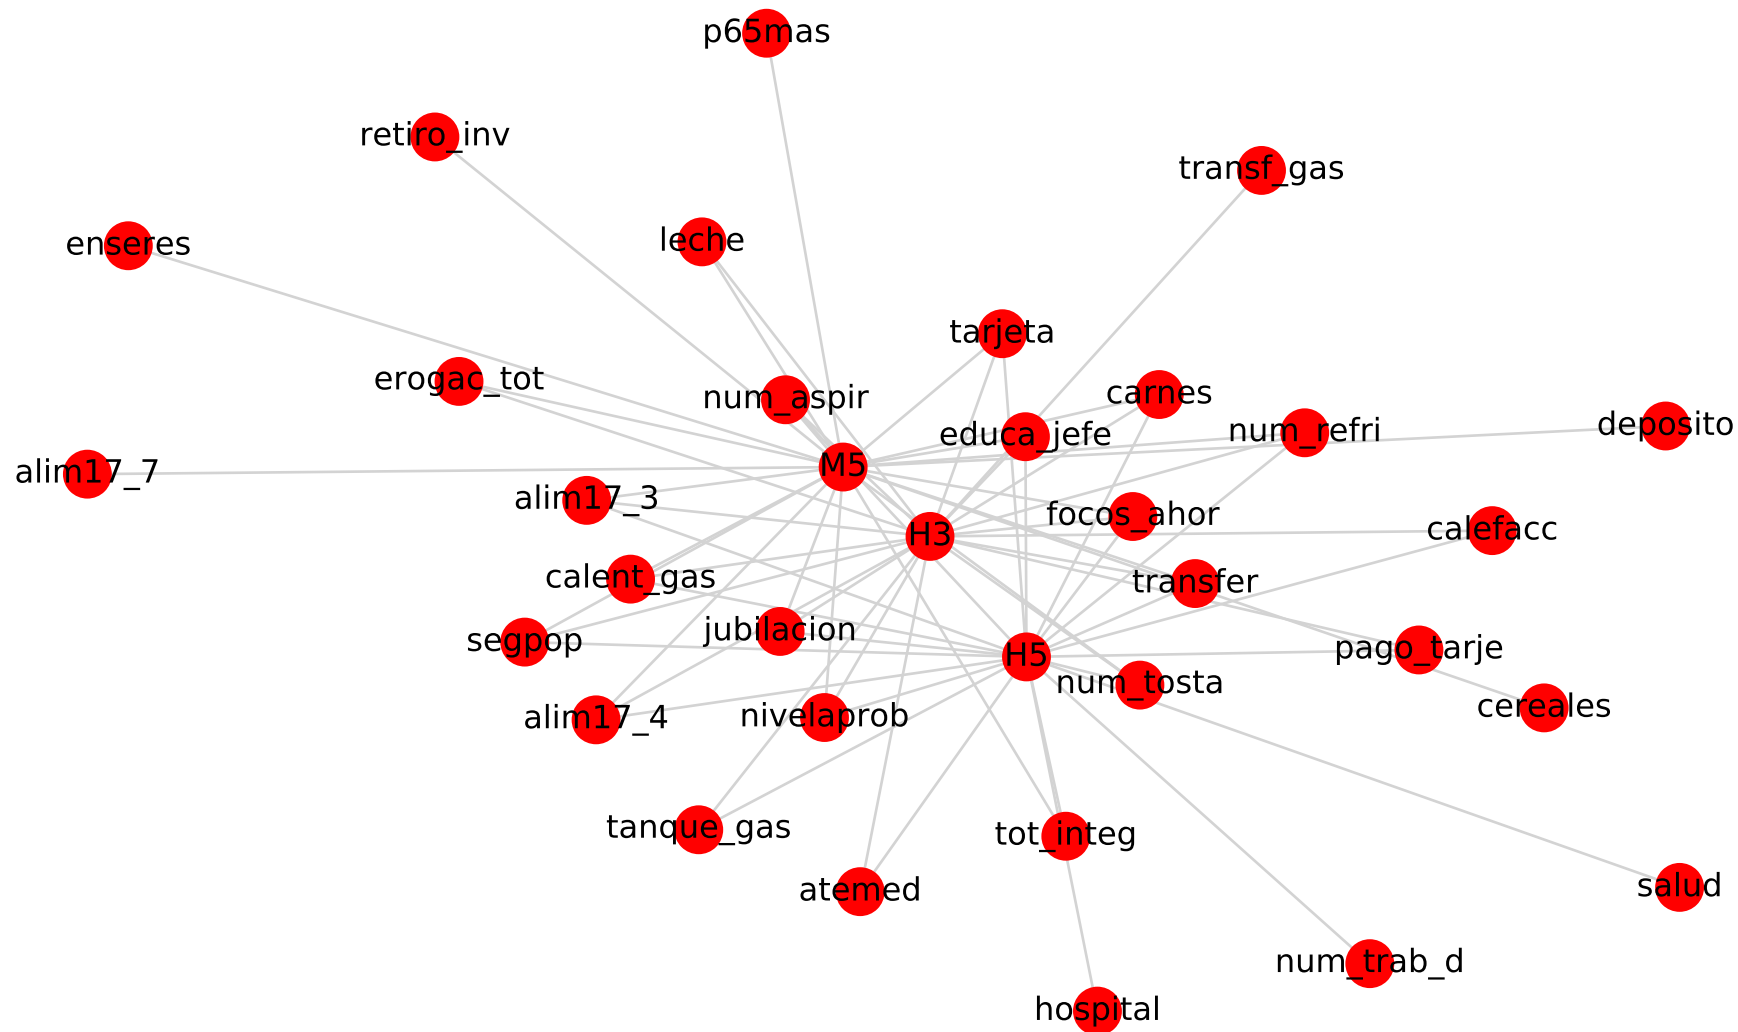 p65mas
retiro_inv
transf_gas
enseres
leche
tarjeta
erogac_tot
num_aspir
carnes
educa_jefe
num_refri
deposito
alim17_7
M5
alim17_3
focos_ahor
H3
calefacc
calent_gas
transfer
segpop
jubilacion
H5
pago_tarje
num_tosta
alim17_4
nivelaprob
cereales
tanque_gas
tot_integ
atemed
salud
num_trab_d
hospital